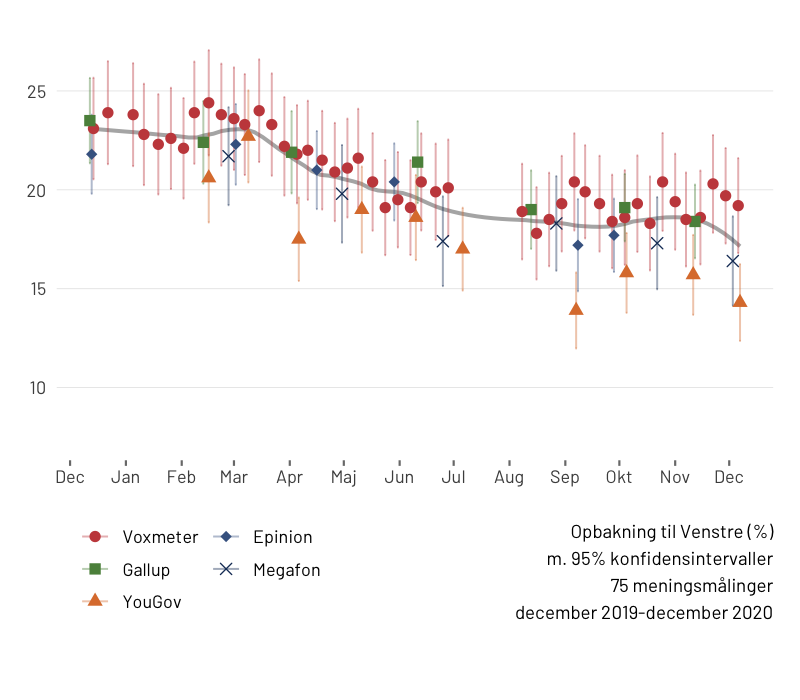 25
20
15
10
Dec Jan Feb Mar Apr Maj Jun Jul Aug Sep Okt Nov Dec
Voxmeter Epinion
Gallup Megafon
YouGov
Opbakning til Venstre (%)
m. 95% konfidensintervaller
75 meningsmålinger
december 2019-december 2020